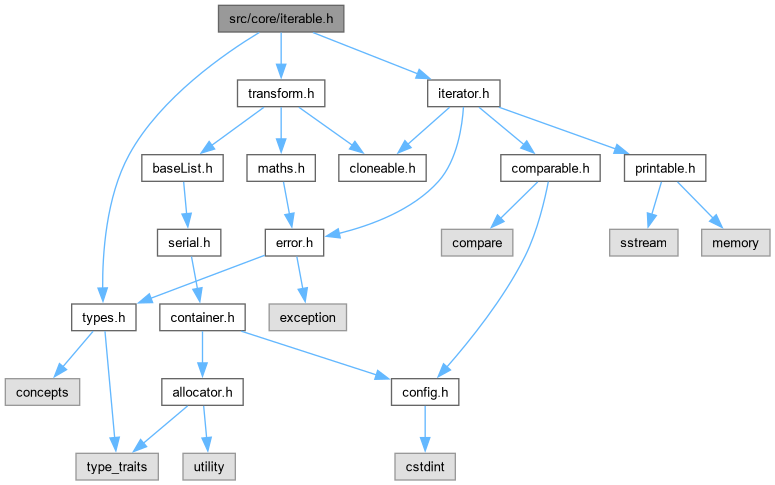 src/core/iterable.h
transform.h
iterator.h
baseList.h
maths.h
cloneable.h
comparable.h
printable.h
serial.h
error.h
compare
sstream
memory
types.h
container.h
exception
concepts
allocator.h
config.h
type_traits
utility
cstdint